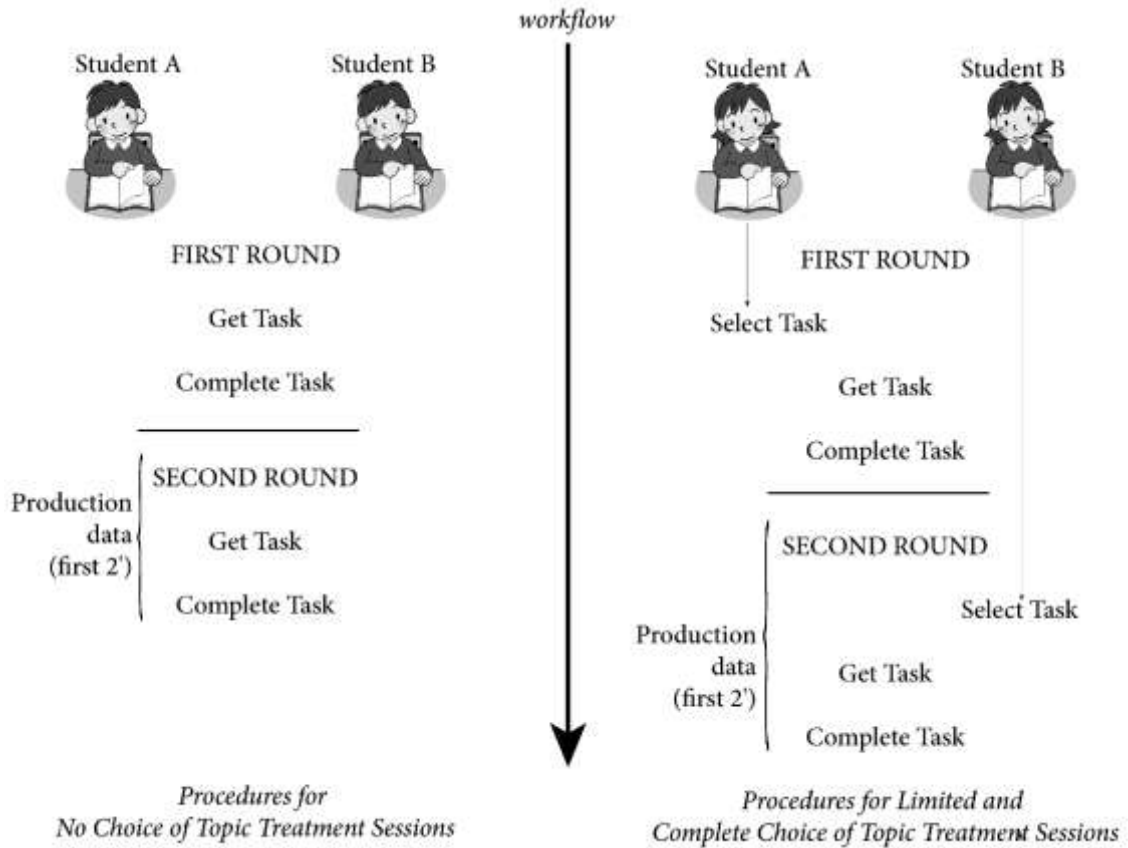 workflow
Student A
Student B
FIRST ROUND
Get Task
Complete Task
SECOND ROUND
Production
data
(first 2')
Get Task
Complete Task
Procedures for
No Choice of Topic Treatment Sessions
Student A
Student B
FIRST ROUND
Select Task
Get Task
Complete Task
SECOND ROUND
Select Task
Production
data
(first 2')
Get Task
Complete Task
Procedures for Limited and
Complete Choice of Topic Treatment Sessions